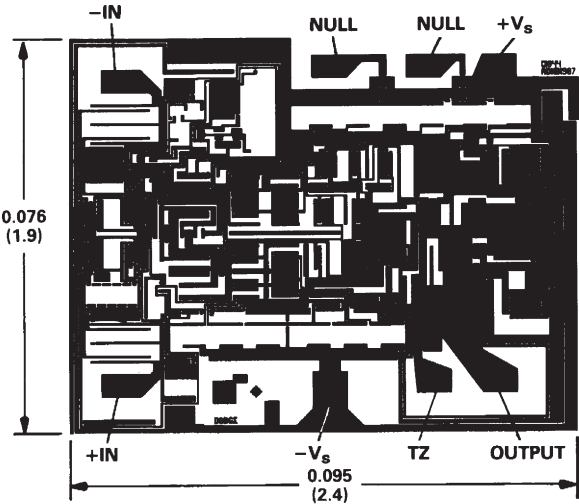 −IN
NULL
NULL
+Vs
0.076
(1.9)
+IN
−Vs
TZ
OUTPUT
0.095
(2.4)